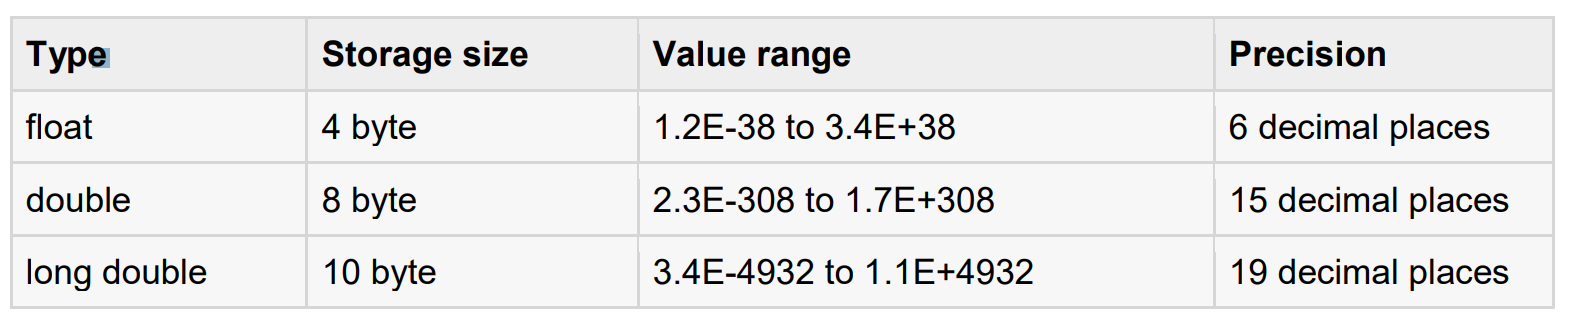 Type Storage size Value range Precision
float 4 byte 1.2E-38 to 3.4E+38 6 decimal places
double 8 byte 2.3E-308 to 1.7E+308 15 decimal places
long double 10 byte 3.4E-4932 to 1.1E+4932 19 decimal places